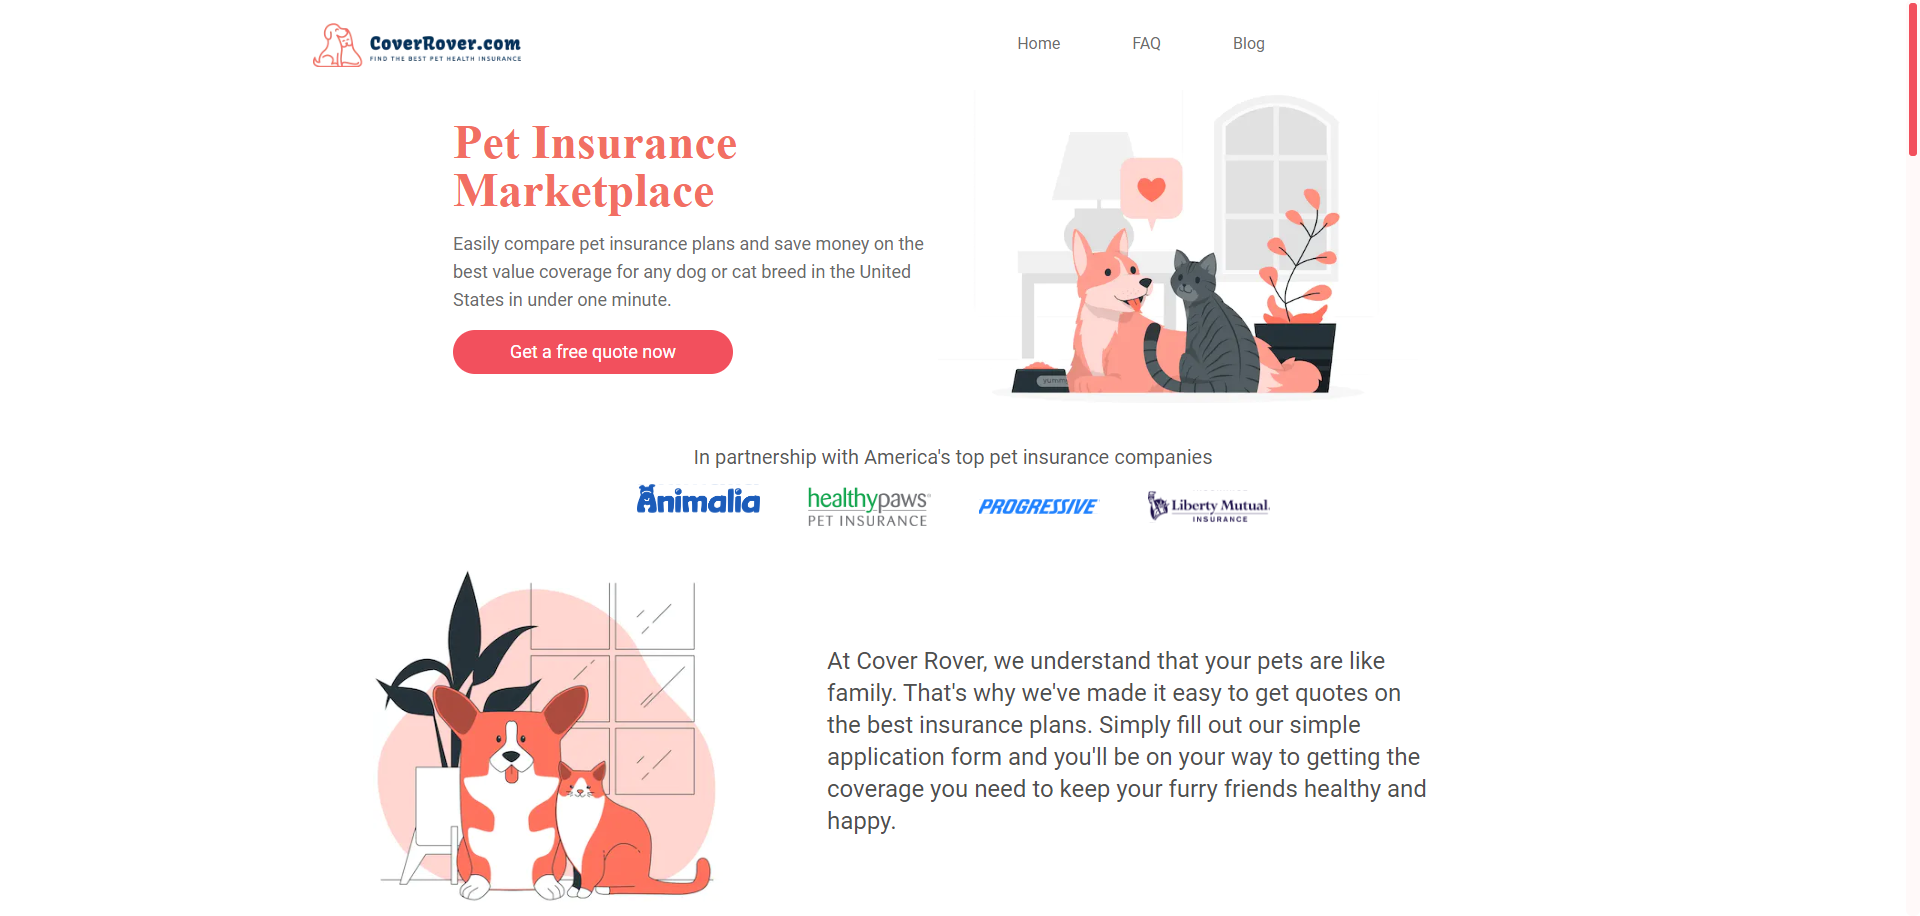 CoverRover.com
FIND THE BEST PET HEALTH INSURANCE
Home
FAQ
Blog
Pet Insurance
Marketplace
Easily compare pet insurance plans and save money on the
best value coverage for any dog or cat breed in the United
States in under one minute.
Get a free quote now
yummy
In partnership with America's top pet insurance companies
Animalia
healthypaws®
PET INSURANCE
PROGRESSIVE
Liberty Mutual.
INSURANCE
At Cover Rover, we understand that your pets are like
family. That's why we've made it easy to get quotes on
the best insurance plans. Simply fill out our simple
application form and you'll be on your way to getting the
coverage you need to keep your furry friends healthy and
happy.